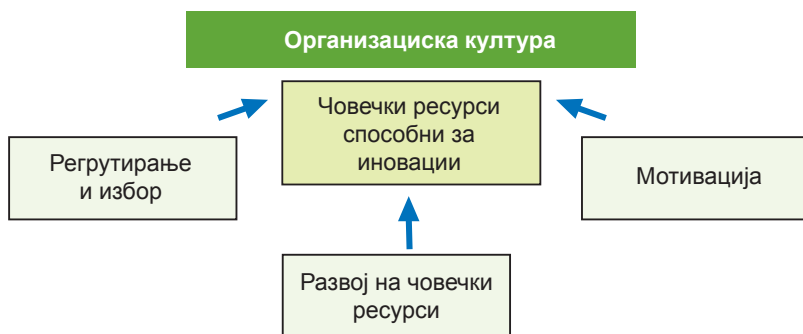 Организациска култура
Човечки ресурси
способни за
иновации
Регрутирање
и избор
Мотивација
Развој на човечки
ресурси